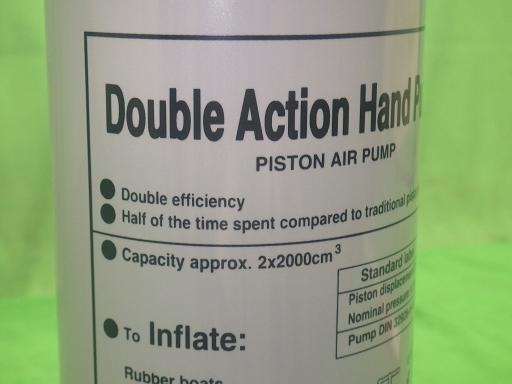 Double Action Hand
PISTON AIR PUMP
Double efficiency
Half of the time spent compared to traditional
Capacity approx. 2x2000cm³
Standard label
Piston displacement
Nominal pressure
Pump DIN
To Inflate:
Rubber boats